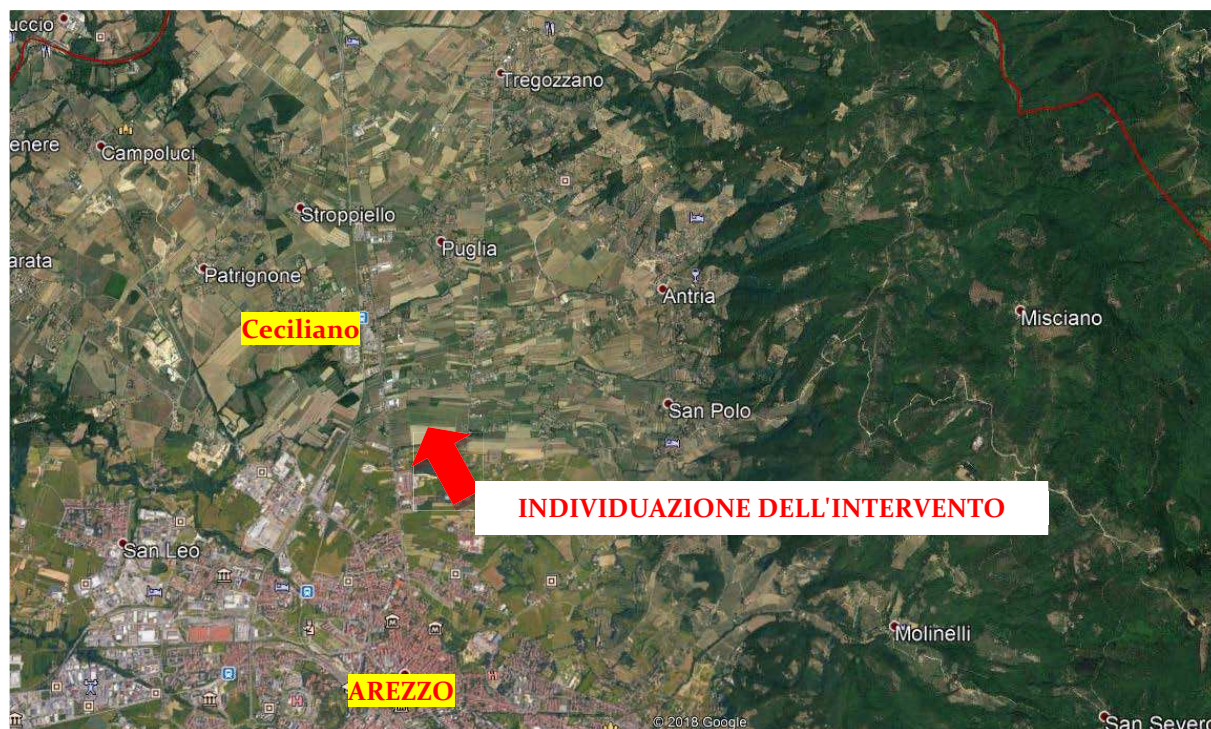 uccio
Tregozzano
enere
Campoluci
Stroppiello
Puglia
arata
Patrignone
Antria
Misciano
Ceciliano
San Polo
INDIVIDUAZIONE DELL'INTERVENTO
San Leo
Molinelli
AREZZO
© 2018 Google
San Severo